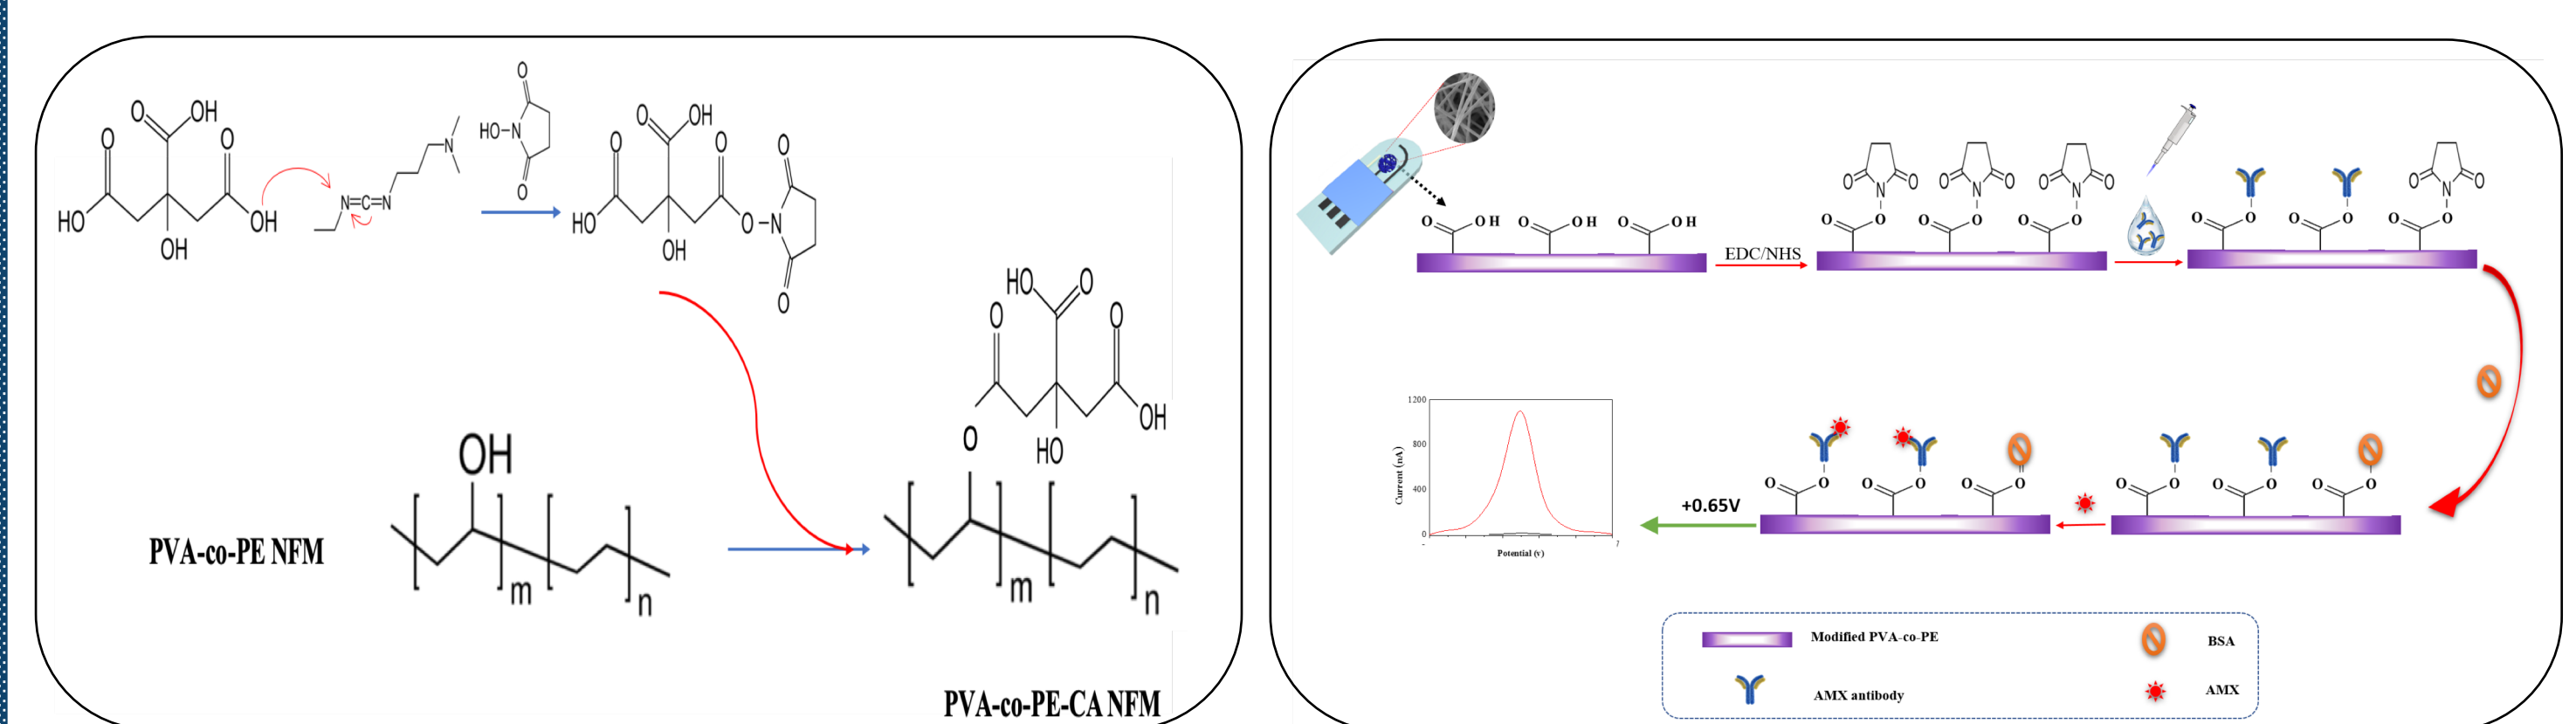 O
OH
O
O
HO
OH
OH
N=C=N
N
O
HO-N
O
O
OH
O
O
HO
OH
O-N
O
O
HO
O
O
O
OH
HO
O
OH
m
n
PVA-co-PE NFM
m
n
PVA-co-PE-CA NFM
O
OH
O
OH
O
OH
EDC/NHS
O
N
O
O
N
O
O
N
O
O
O
O
O
O
O
O
N
O
O
O
O
O
O
O
1200
800
400
0
Current (nA)
Potential (v)
+0.65V
O
O
O
O
O
O
O
O
O
O
O
O
Modified PVA-co-PE
BSA
AMX antibody
AMX